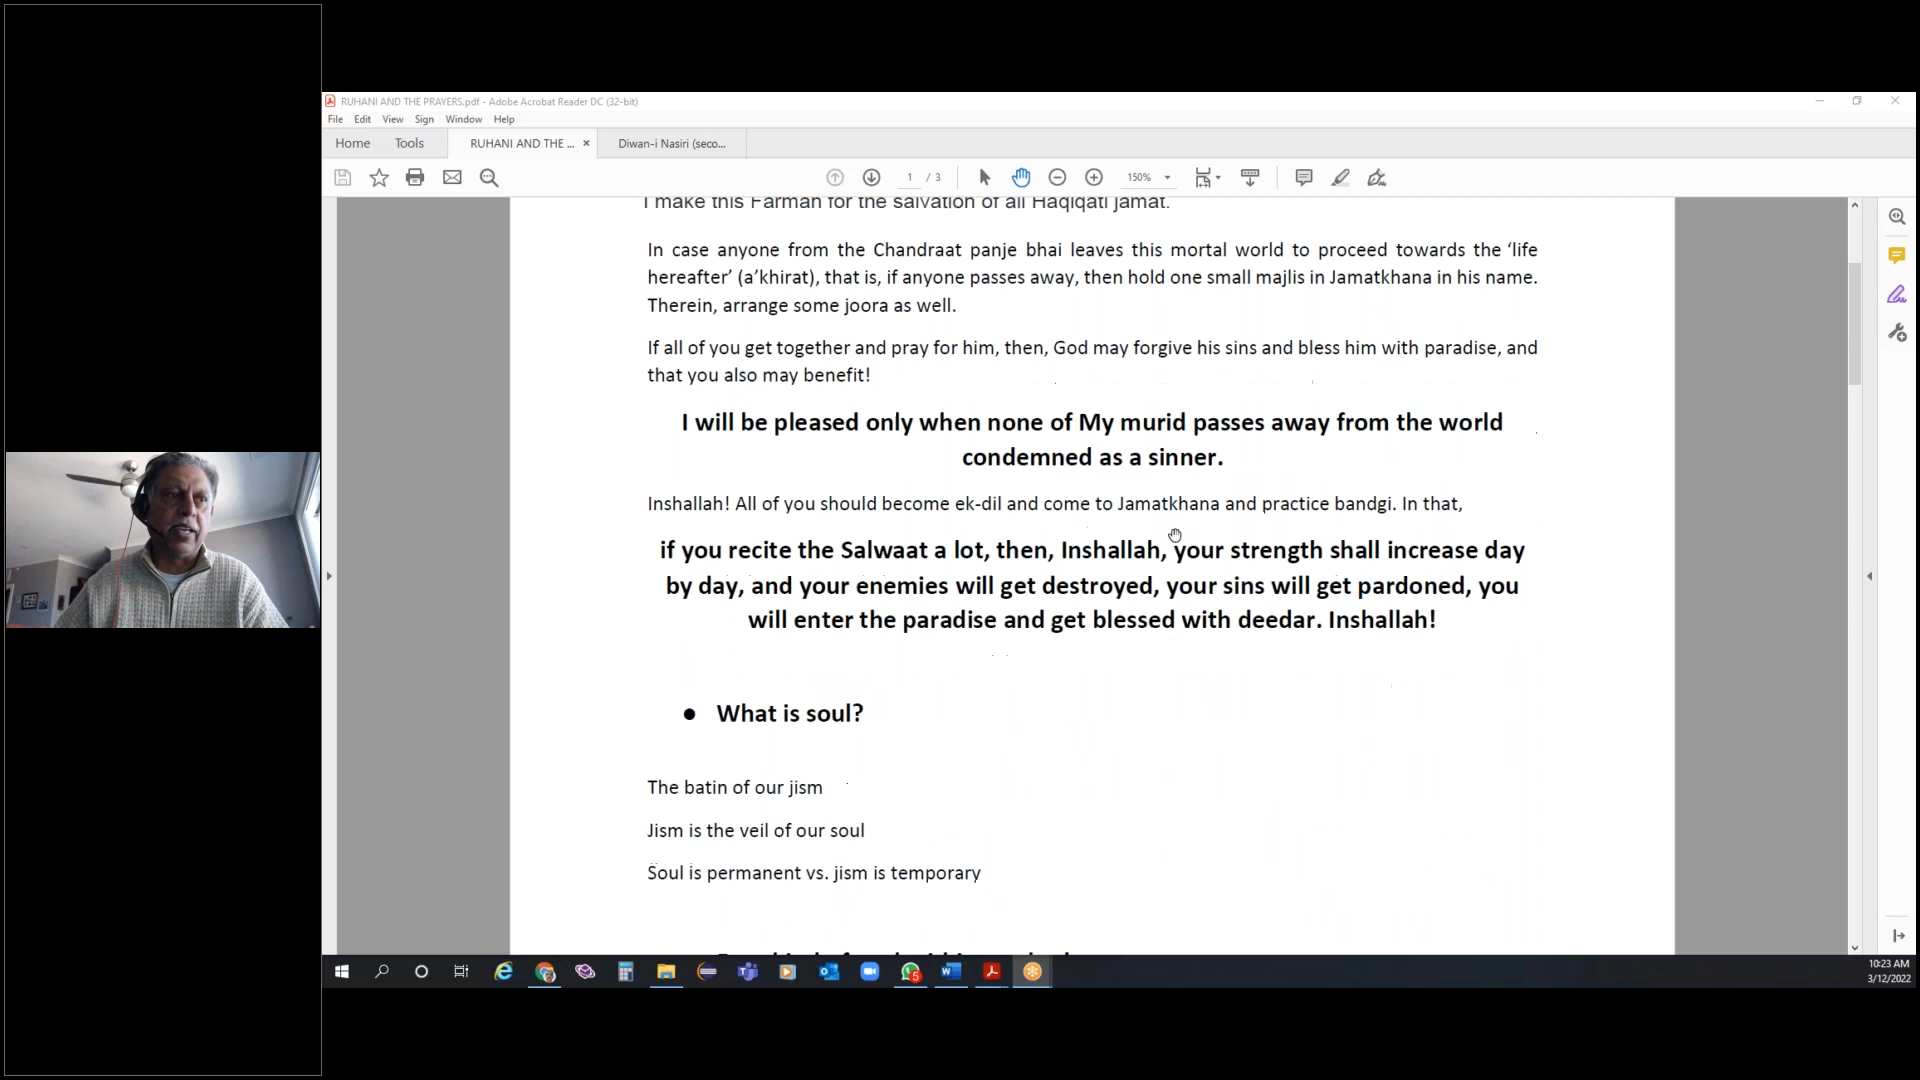 RUHANI AND THE PRAYERS.pdf - Adobe Acrobat Reader DC (32-bit)
File Edit View Sign Window Help
Home Tools RUHANI AND THE ... × Diwan-i Nasiri (seco...
1 / 3 150%
I make this Farman for the salvation of all Haqiqati jamat.
In case anyone from the Chandraat panje bhai leaves this mortal world to proceed towards the ‘life
hereafter’ (a’khirat), that is, if anyone passes away, then hold one small majlis in Jamatkhana in his name.
Therein, arrange some joora as well.
If all of you get together and pray for him, then, God may forgive his sins and bless him with paradise, and
that you also may benefit!
I will be pleased only when none of My murid passes away from the world
condemned as a sinner.
Inshallah! All of you should become ek-dil and come to Jamatkhana and practice bandgi. In that,
if you recite the Salwaat a lot, then, Inshallah, your strength shall increase day
by day, and your enemies will get destroyed, your sins will get pardoned, you
will enter the paradise and get blessed with deedar. Inshallah!
● What is soul?
The batin of our jism
Jism is the veil of our soul
Soul is permanent vs. jism is temporary
5
10:23 AM
3/12/2022